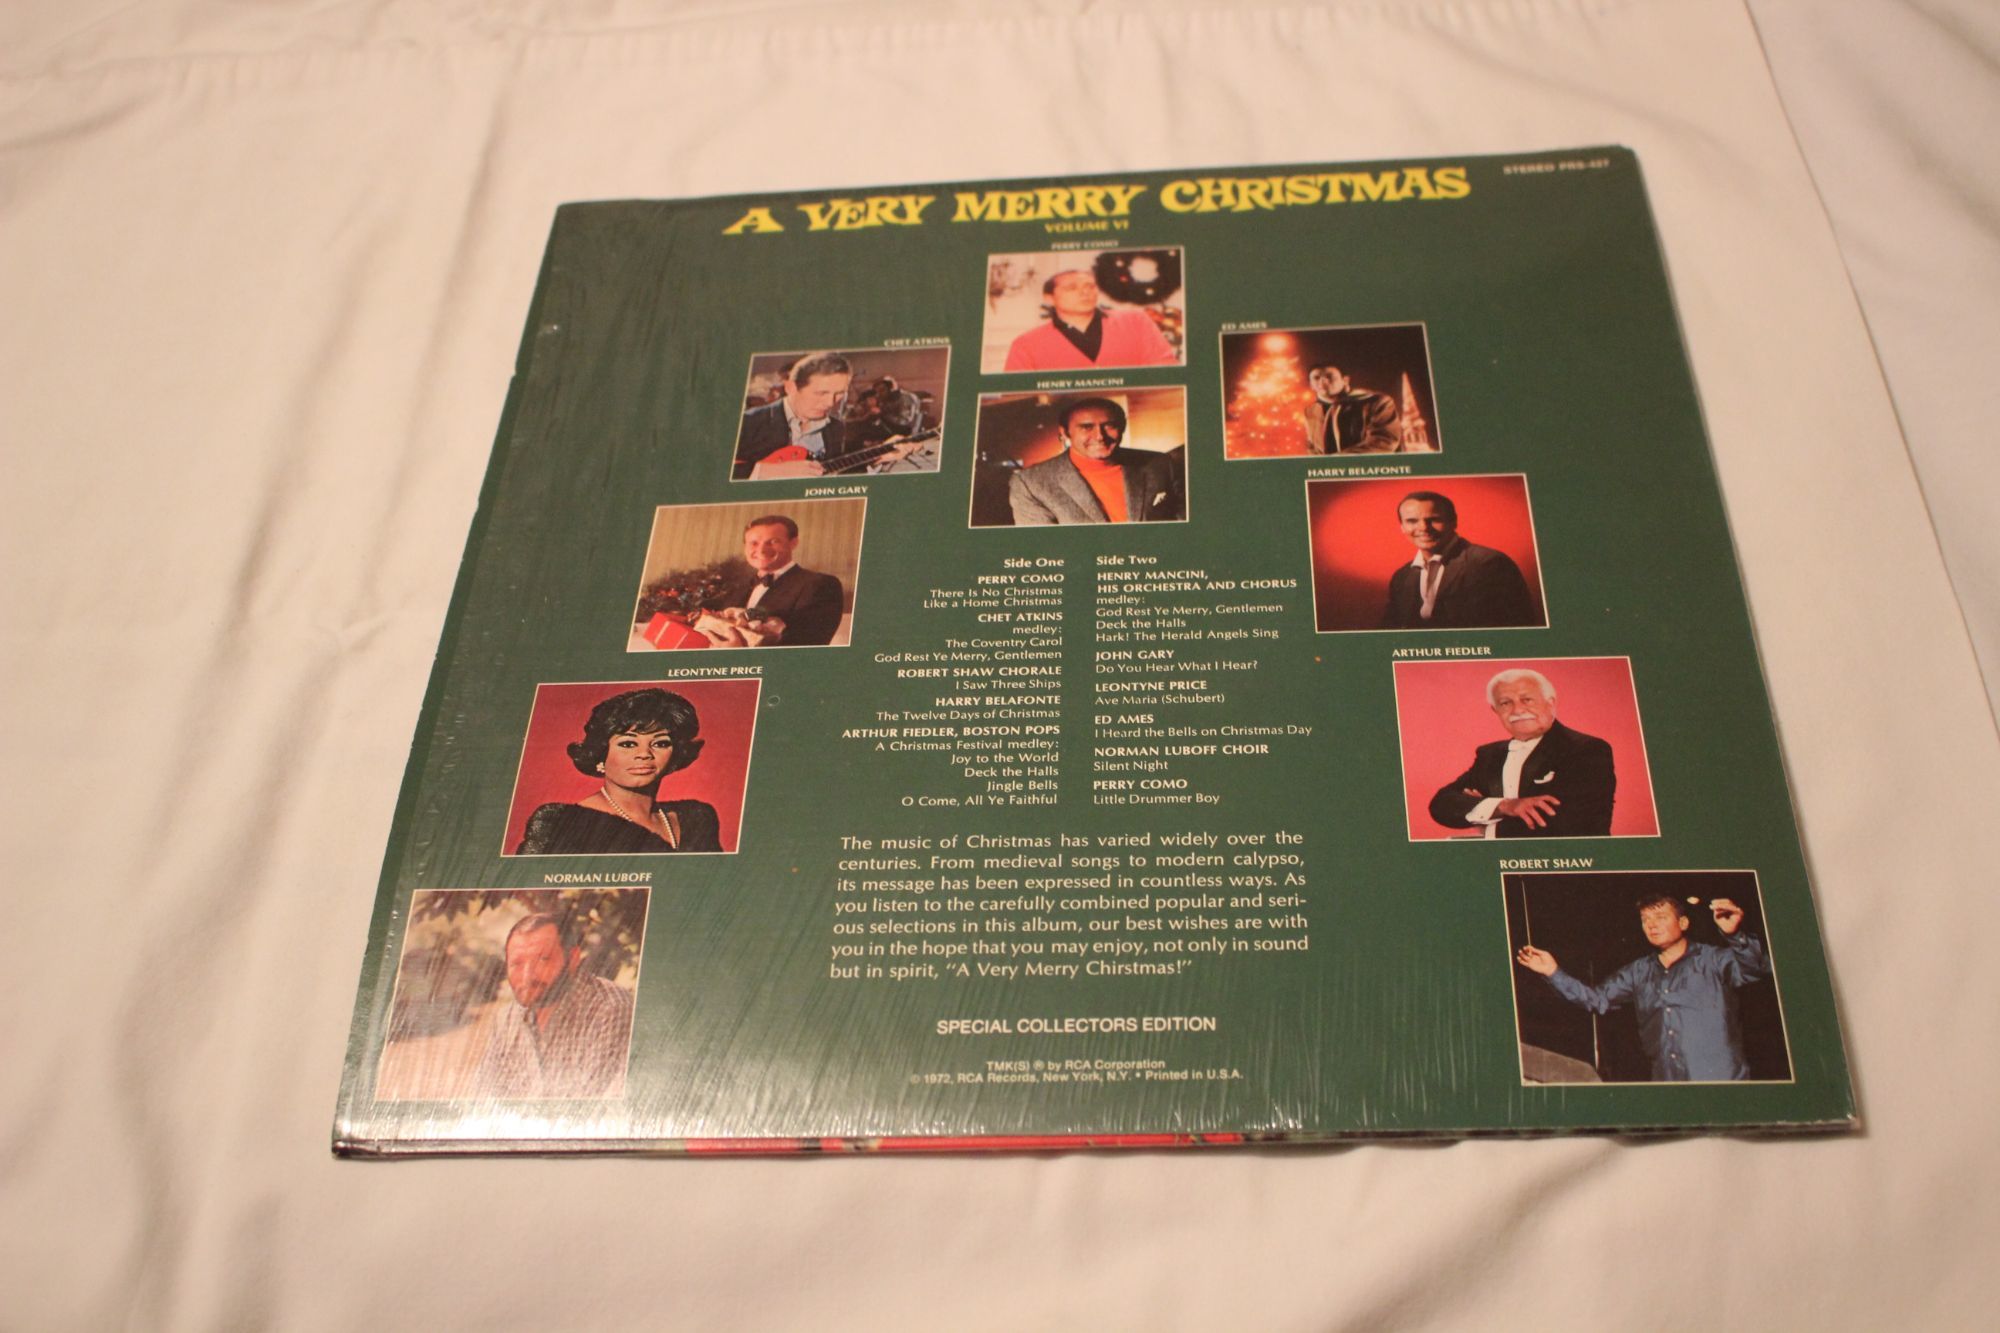 STEREO PRS-427
A VERY MERRY CHRISTMAS
VOLUME VI
PERRY COMO
CHET ATKINS
ED AMES
HENRY MANCINI
HARRY BELAFONTE
JOHN GARY
LEONTYNE PRICE
ARTHUR FIEDLER
NORMAN LUBOFF
ROBERT SHAW
Side One
PERRY COMO
There Is No Christmas
Like a Home Christmas
CHET ATKINS
medley:
The Coventry Carol
God Rest Ye Merry, Gentlemen
ROBERT SHAW CHORALE
I Saw Three Ships
HARRY BELAFONTE
The Twelve Days of Christmas
ARTHUR FIEDLER, BOSTON POPS
A Christmas Festival medley:
Joy to the World
Deck the Halls
Jingle Bells
O Come, All Ye Faithful
Side Two
HENRY MANCINI,
HIS ORCHESTRA AND CHORUS
medley:
God Rest Ye Merry, Gentlemen
Deck the Halls
Hark! The Herald Angels Sing
JOHN GARY
Do You Hear What I Hear?
LEONTYNE PRICE
Ave Maria (Schubert)
ED AMES
I Heard the Bells on Christmas Day
NORMAN LUBOFF CHOIR
Silent Night
PERRY COMO
Little Drummer Boy
The music of Christmas has varied widely over the
centuries. From medieval songs to modern calypso,
its message has been expressed in countless ways. As
you listen to the carefully combined popular and seri-
ous selections in this album, our best wishes are with
you in the hope that you may enjoy, not only in sound
but in spirit, "A Very Merry Chirstmas!"
SPECIAL COLLECTORS EDITION
TMK(S) ® by RCA Corporation
© 1972, RCA Records, New York, N.Y. • Printed in U.S.A.